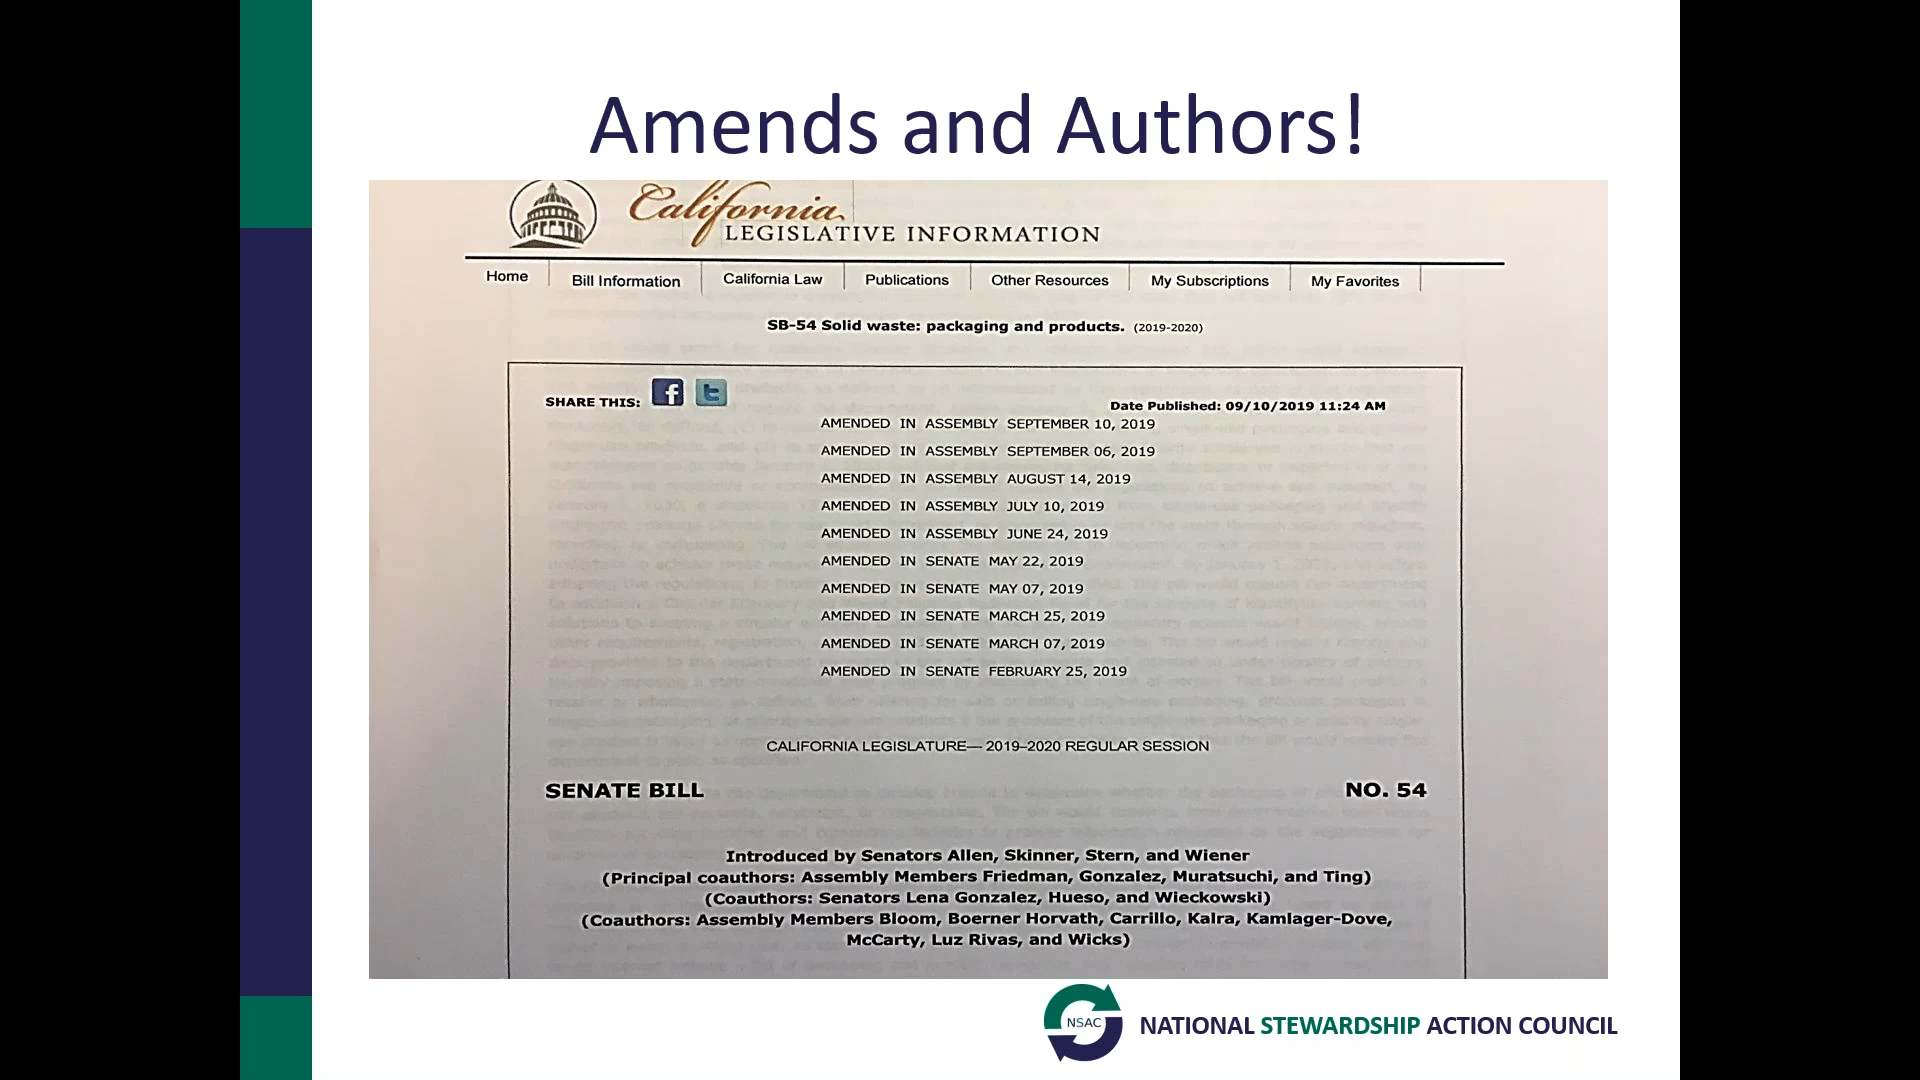 Amends and Authors!
California
LEGISLATIVE INFORMATION
Home Bill Information California Law Publications Other Resources My Subscriptions My Favorites
SB-54 Solid waste: packaging and products. (2019-2020)
SHARE THIS:
Date Published: 09/10/2019 11:24 AM
AMENDED IN ASSEMBLY SEPTEMBER 10, 2019
AMENDED IN ASSEMBLY SEPTEMBER 06, 2019
AMENDED IN ASSEMBLY AUGUST 14, 2019
AMENDED IN ASSEMBLY JULY 10, 2019
AMENDED IN ASSEMBLY JUNE 24, 2019
AMENDED IN SENATE MAY 22, 2019
AMENDED IN SENATE MAY 07, 2019
AMENDED IN SENATE MARCH 25, 2019
AMENDED IN SENATE MARCH 07, 2019
AMENDED IN SENATE FEBRUARY 25, 2019
CALIFORNIA LEGISLATURE— 2019–2020 REGULAR SESSION
SENATE BILL NO. 54
Introduced by Senators Allen, Skinner, Stern, and Wiener
(Principal coauthors: Assembly Members Friedman, Gonzalez, Muratsuchi, and Ting)
(Coauthors: Senators Lena Gonzalez, Hueso, and Wieckowski)
(Coauthors: Assembly Members Bloom, Boerner Horvath, Carrillo, Kalra, Kamlager-Dove,
McCarty, Luz Rivas, and Wicks)
NSAC NATIONAL STEWARDSHIP ACTION COUNCIL